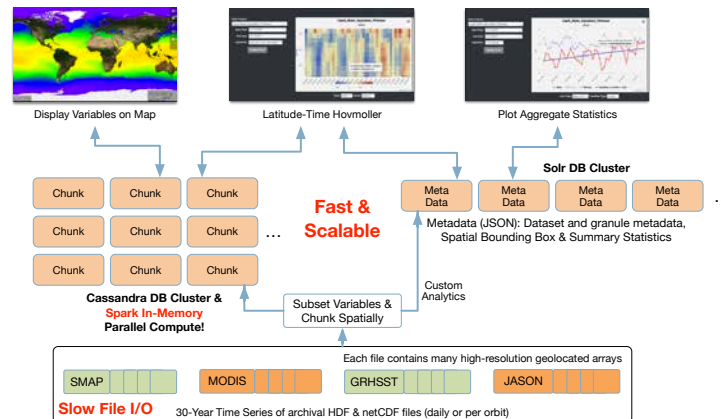 Display Variables on Map
Latitude-Time Hovmoller
Plot Aggregate Statistics
Solr DB Cluster
Chunk Chunk Chunk
Chunk Chunk Chunk
Chunk Chunk Chunk
...
Fast &
Scalable
Meta Data
Meta Data
Meta Data
Meta Data
Metadata (JSON): Dataset and granule metadata,
Spatial Bounding Box & Summary Statistics
Cassandra DB Cluster &
Spark In-Memory
Parallel Compute!
Subset Variables &
Chunk Spatially
Custom
Analytics
Each file contains many high-resolution geolocated arrays
SMAP
MODIS
GRHSST
JASON
Slow File I/O
30-Year Time Series of archival HDF & netCDF files (daily or per orbit)